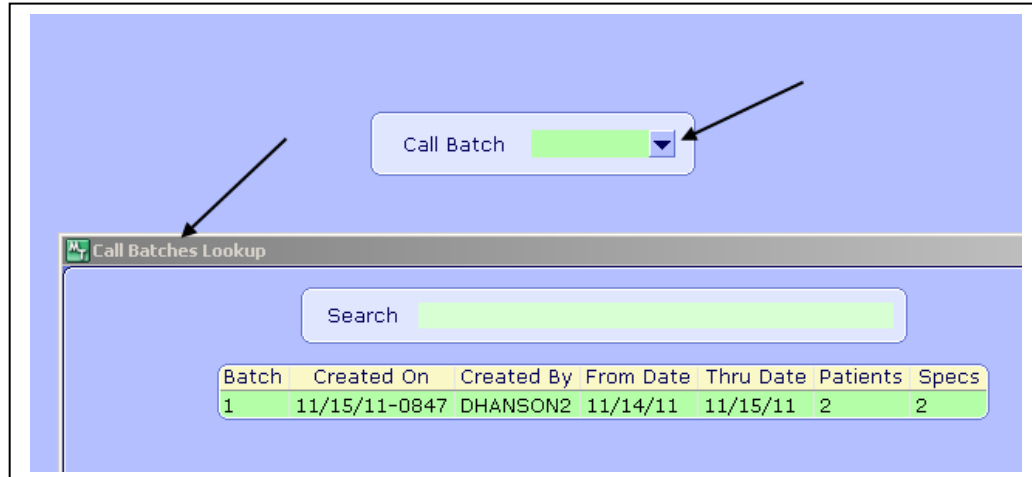 Call Batch
Call Batches Lookup
Search
Batch Created On Created By From Date Thru Date Patients Specs
1 11/15/11-0847 DHANSON2 11/14/11 11/15/11 2 2